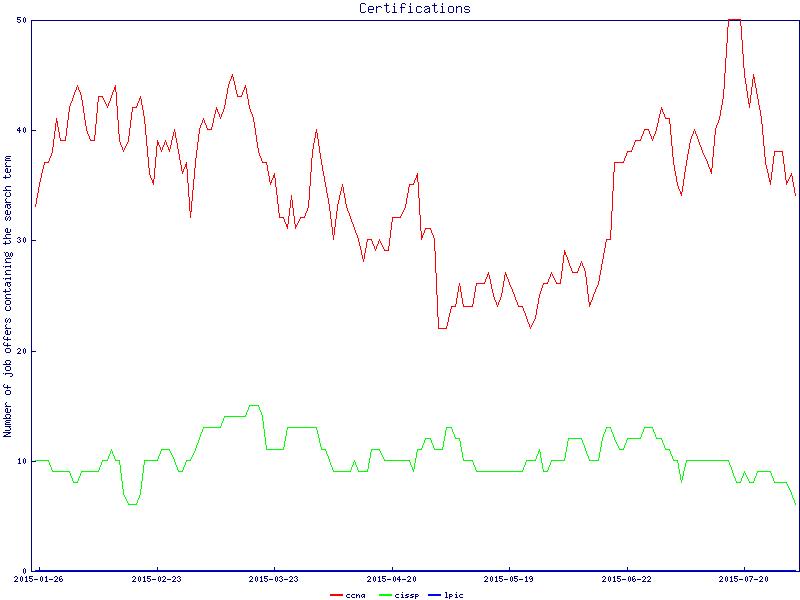 Certifications
Number of job offers containing the search term
50
40
30
20
10
0
2015-01-26 2015-02-23 2015-03-23 2015-04-20 2015-05-19 2015-06-22 2015-07-20
ccna cissp lpic